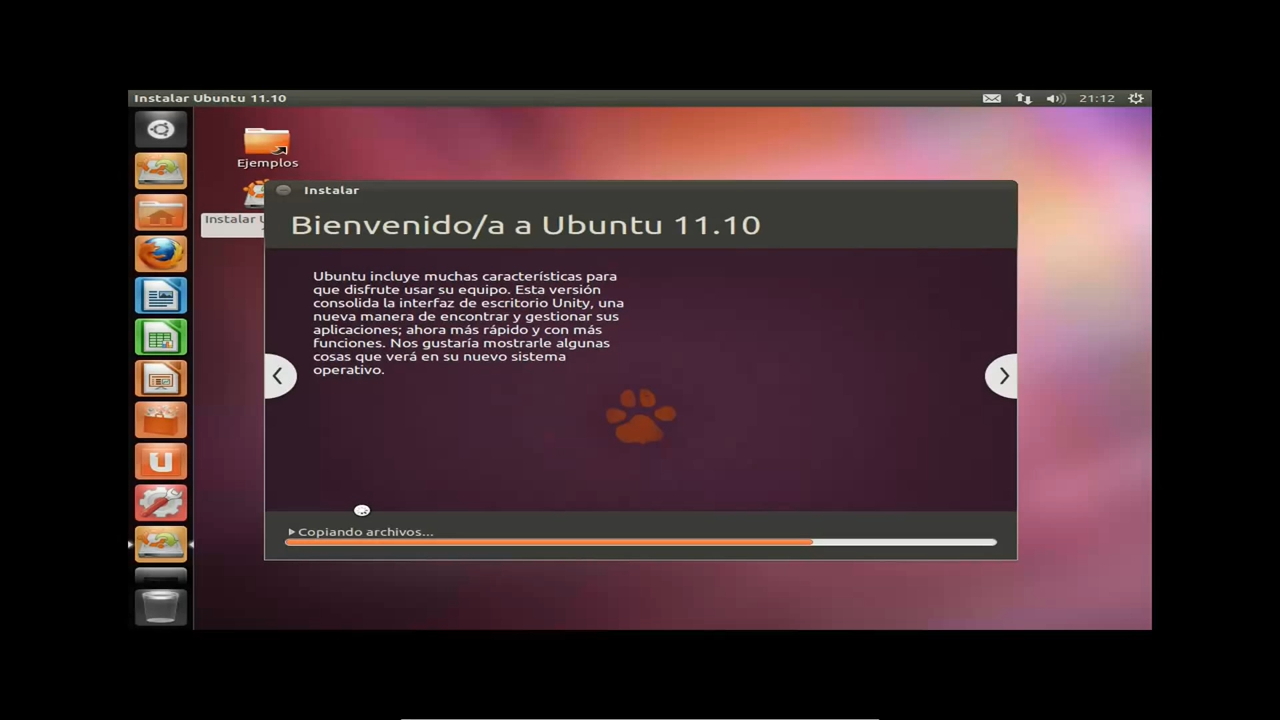 Instalar Ubuntu 11.10
21:12
Ejemplos
Instalar
Instalar
Bienvenido/a a Ubuntu 11.10
Ubuntu incluye muchas características para
que disfrute usar su equipo. Esta versión
consolida la interfaz de escritorio Unity, una
nueva manera de encontrar y gestionar sus
aplicaciones; ahora más rápido y con más
funciones. Nos gustaría mostrarle algunas
cosas que verá en su nuevo sistema
operativo.
Copiando archivos...